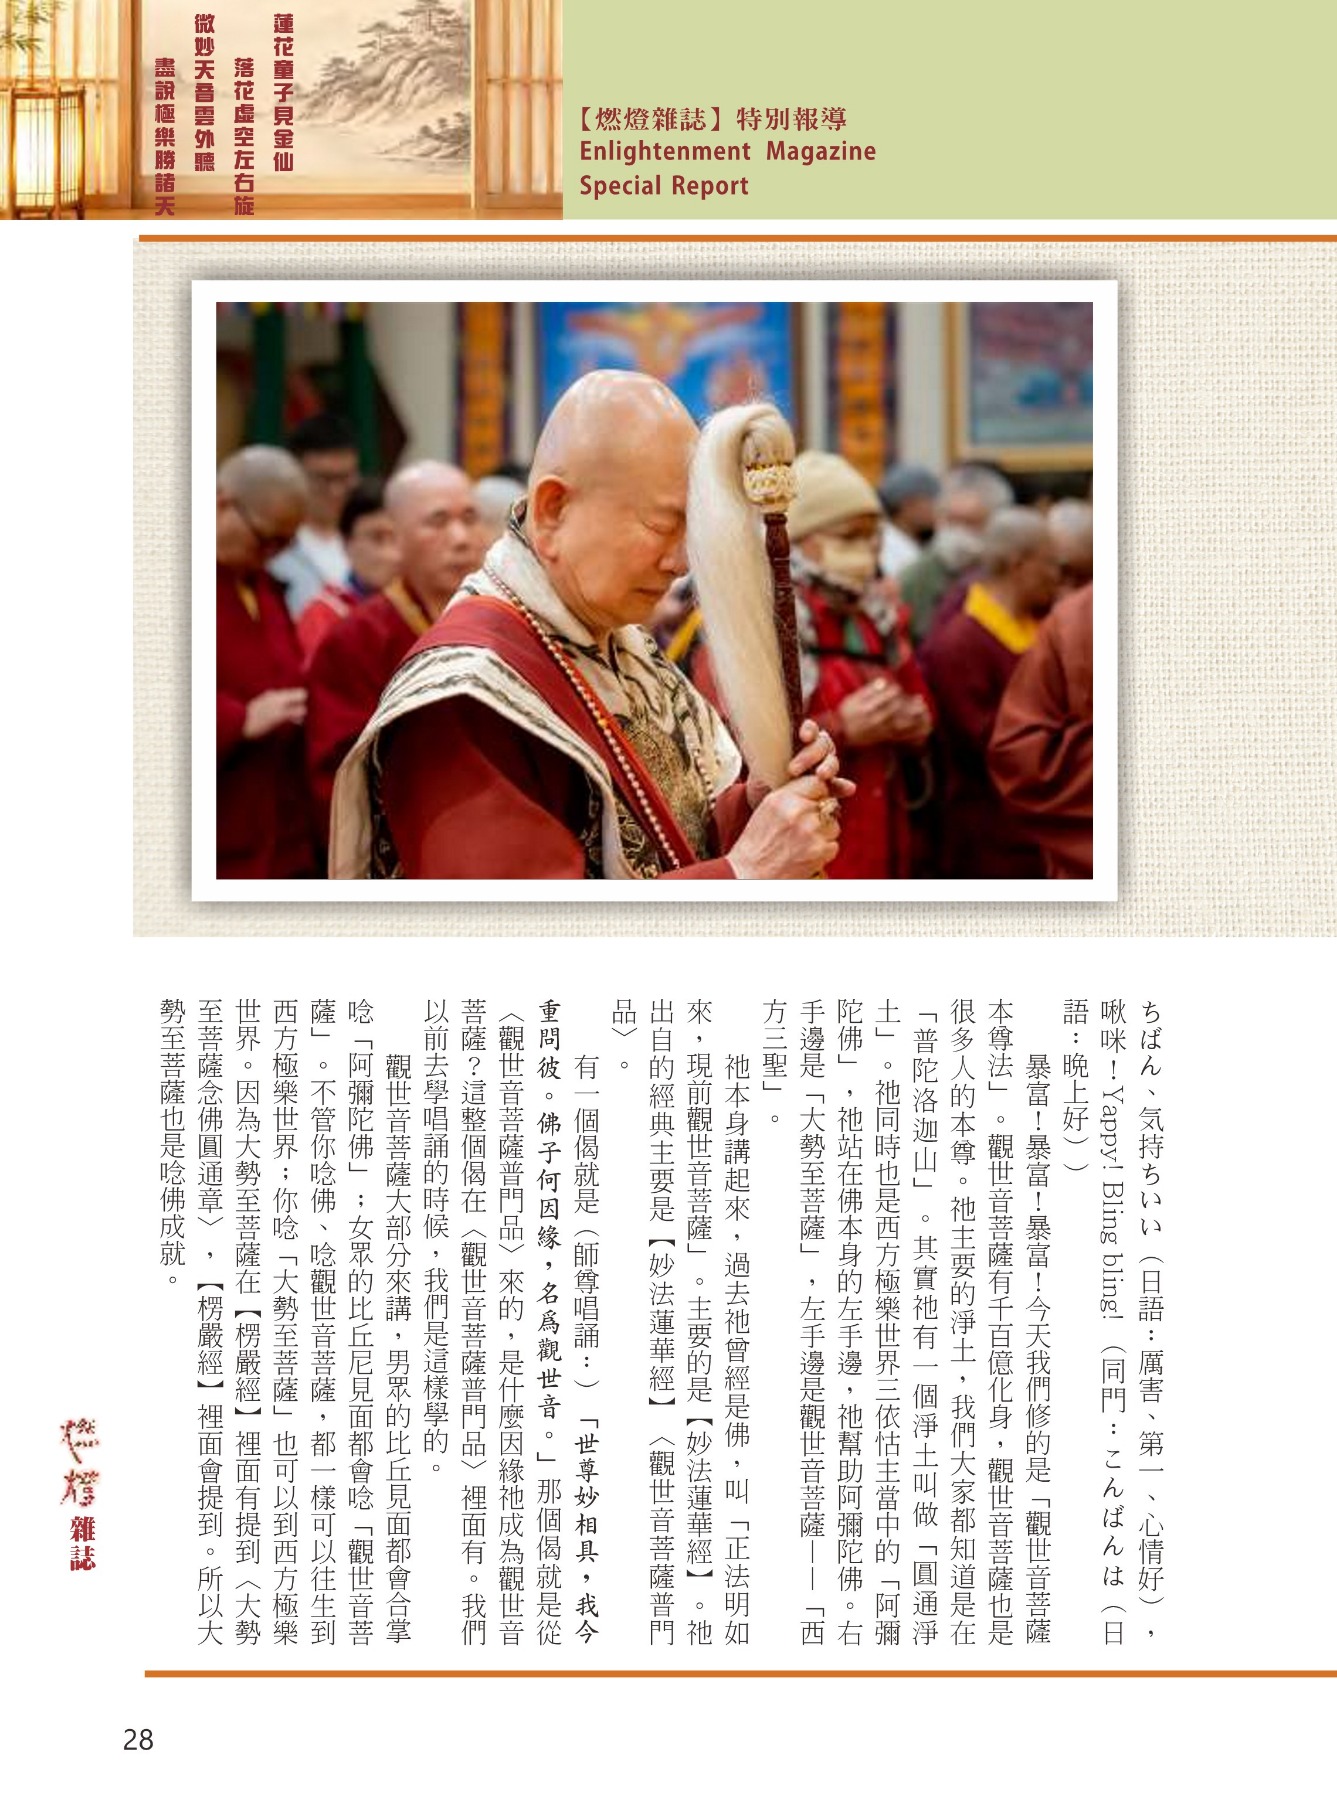 蓮花童子見金仙
落花虛空左右旋
微妙天音雲外聽
盡說極樂勝諸天
【燃燈雜誌】特別報導
Enlightenment Magazine
Special Report
ちばん、気持ちいい（日語：厲害、第一、心情好），
啾咪！Yappy! Bling bling!（同門：こんばんは（日
語：晚上好））
暴富！暴富！暴富！今天我們修的是「觀世音菩薩
本尊法」。觀世音菩薩有千百億化身，觀世音菩薩也是
很多人的本尊。祂主要的淨土，我們大家都知道是在
「普陀洛迦山」。其實祂有一個淨土叫做「圓通淨
土」。祂同時也是西方極樂世界三依怙主當中的「阿彌
陀佛」，祂站在佛本身的左手邊，祂幫助阿彌陀佛。右
手邊是「大勢至菩薩」，左手邊是觀世音菩薩——「西
方三聖」。
祂本身講起來，過去祂曾經是佛，叫「正法明如
來，現前觀世音菩薩」。主要的是【妙法蓮華經】。祂
出自的經典主要是【妙法蓮華經】〈觀世音菩薩普門
品〉。
有一個偈就是（師尊唱誦：）「世尊妙相具，我今
重問彼。佛子何因緣，名爲觀世音。」那個偈就是從
〈觀世音菩薩普門品〉來的，是什麼因緣祂成為觀世音
菩薩？這整個偈在〈觀世音菩薩普門品〉裡面有。我們
以前去學唱誦的時候，我們是這樣學的。
觀世音菩薩大部分來講，男眾的比丘見面都會合掌
唸「阿彌陀佛」；女眾的比丘尼見面都會唸「觀世音菩
薩」。不管你唸佛、唸觀世音菩薩，都一樣可以往生到
西方極樂世界；你唸「大勢至菩薩」也可以到西方極樂
世界。因為大勢至菩薩在【楞嚴經】裡面有提到〈大勢
至菩薩念佛圓通章〉，【楞嚴經】裡面會提到。所以大
勢至菩薩也是唸佛成就。
燃燈雜誌
28